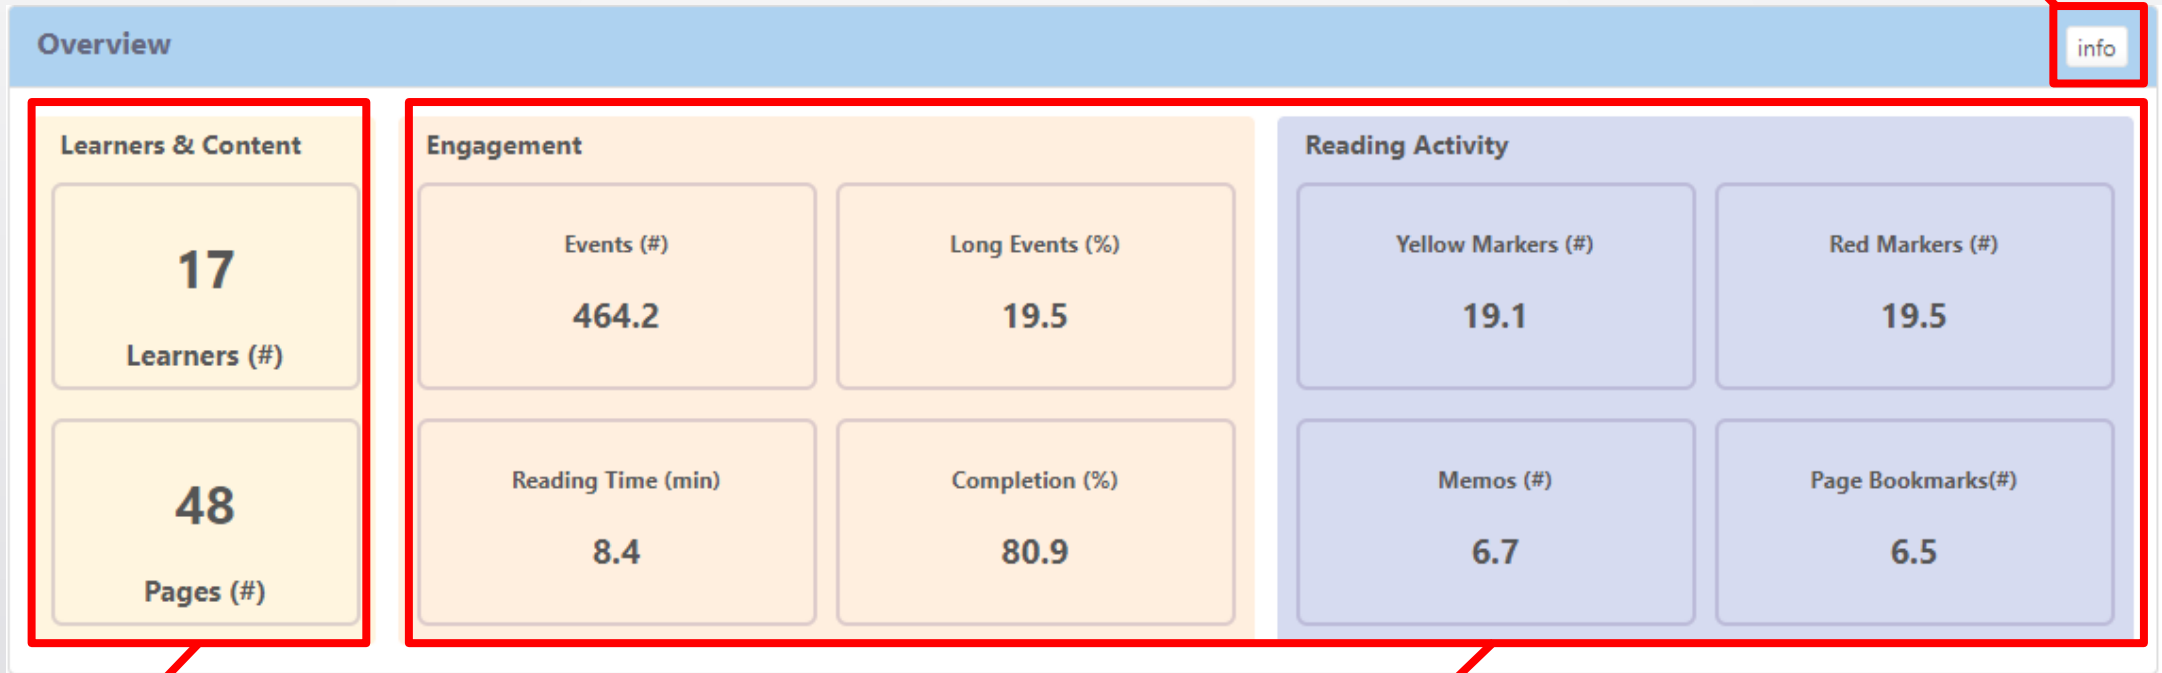 Overview
info
Learners & Content
17
Learners (#)
48
Pages (#)
Engagement
Events (#)
464.2
Long Events (%)
19.5
Reading Time (min)
8.4
Completion (%)
80.9
Reading Activity
Yellow Markers (#)
19.1
Red Markers (#)
19.5
Memos (#)
6.7
Page Bookmarks(#)
6.5